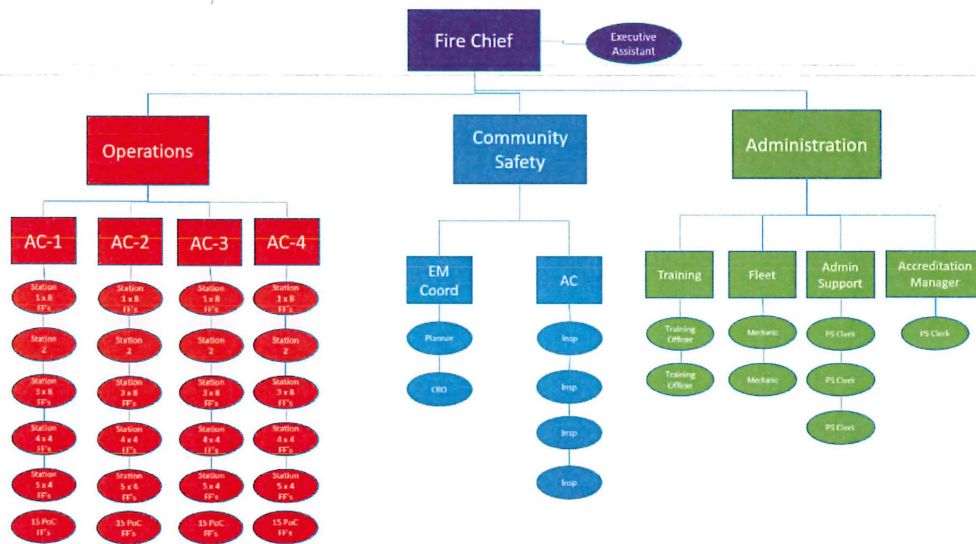 Fire Chief
Executive
Assistant
Operations
Community
Safety
Administration
AC-1
AC-2
AC-3
AC-4
EM
Coord
AC
Training
Fleet
Admin
Support
Accreditation
Manager
Station
1 x 8
FF's
Station
1 x 8
FF's
Station
1 x 8
FF's
Station
1 x 8
FF's
Planner
Insp
Training
Officer
Mechanic
PS Clerk
PS Clerk
Station
2
Station
2
Station
2
Station
2
CRO
Insp
Training
Officer
Mechanic
PS Clerk
Station
3 x 8
FF's
Station
3 x 8
FF's
Station
3 x 8
FF's
Station
3 x 8
FF's
Insp
PS Clerk
Station
4 x 4
FF's
Station
4 x 4
FF's
Station
4 x 4
FF's
Station
4 x 4
FF's
Insp
Station
5 x 4
FF's
Station
5 x 4
FF's
Station
5 x 4
FF's
Station
5 x 4
FF's
15 PoC
FF's
15 PoC
FF's
15 PoC
FF's
15 PoC
FF's